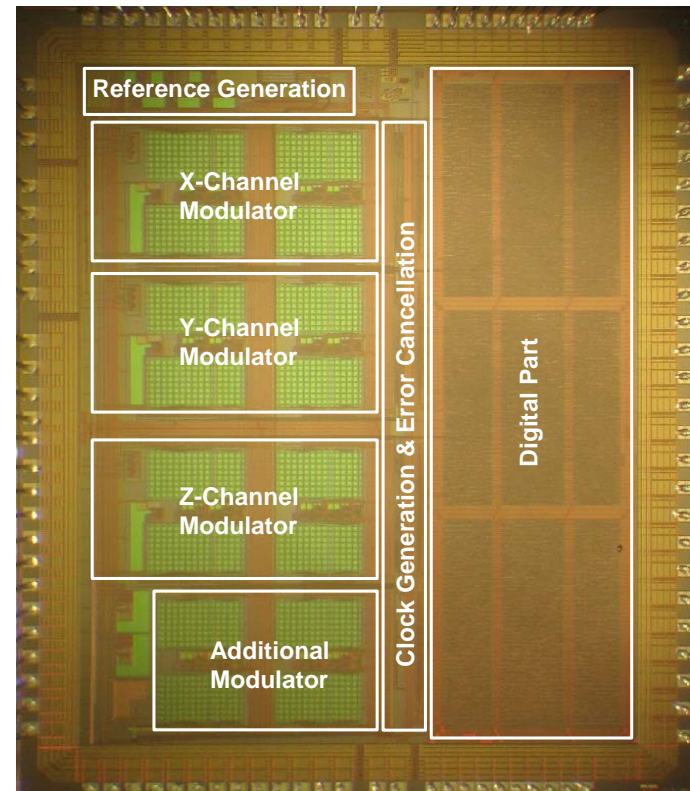 Reference Generation
X-Channel
Modulator
Y-Channel
Modulator
Z-Channel
Modulator
Additional
Modulator
Clock Generation & Error Cancellation
Digital Part